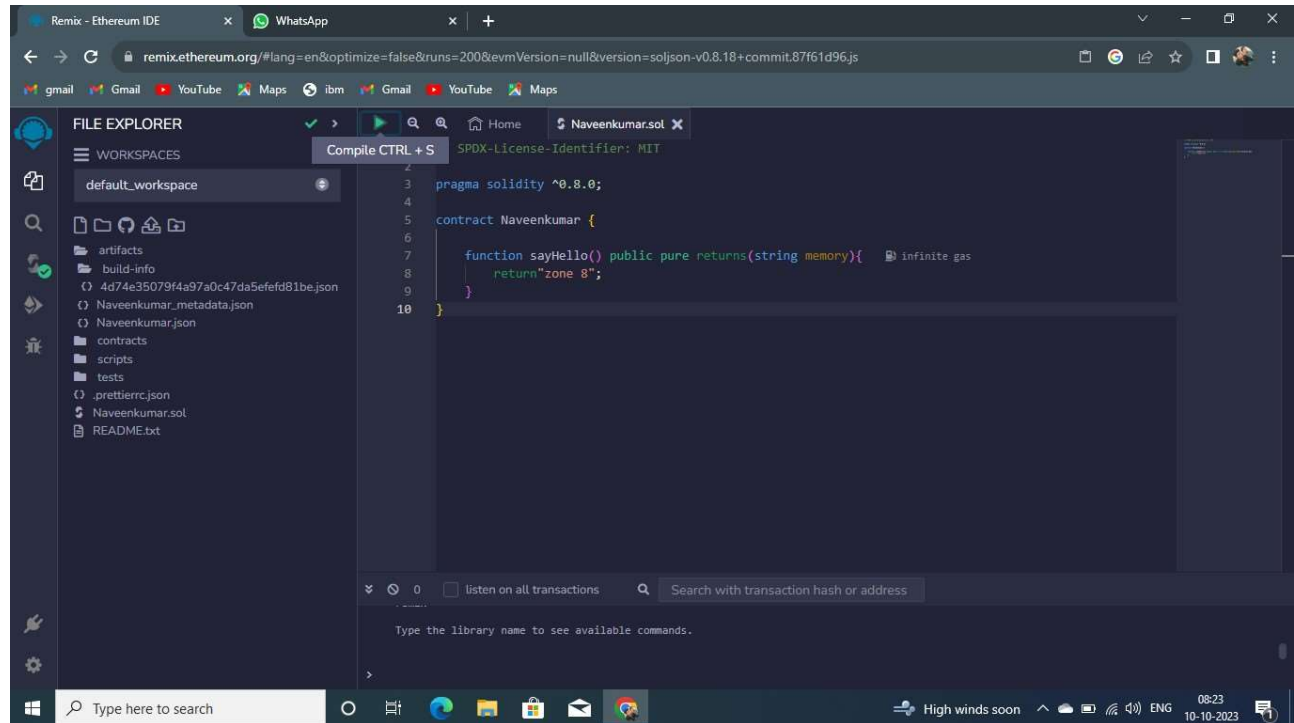 Remix - Ethereum IDE
WhatsApp
remix.ethereum.org/#lang=en&optimize=false&runs=200&evmVersion=null&version=soljson-v0.8.18+commit.87f61d96.js
gmail Gmail YouTube Maps ibm Gmail YouTube Maps
FILE EXPLORER
WORKSPACES
default_workspace
artifacts
build-info
4d74e35079f4a97a0c47da5efefd81be.json
Naveenkumar_metadata.json
Naveenkumar.json
contracts
scripts
tests
.prettierrc.json
Naveenkumar.sol
README.txt
Home Naveenkumar.sol
Compile CTRL + S
SPDX-License-Identifier: MIT
2
3 pragma solidity ^0.8.0;
4
5 contract Naveenkumar {
6
7 function sayHello() public pure returns(string memory){ infinite gas
8 return"zone 8";
9 }
10 }
0 listen on all transactions Search with transaction hash or address
Type the library name to see available commands.
>
Type here to search
High winds soon ENG 08:23
10-10-2023
1